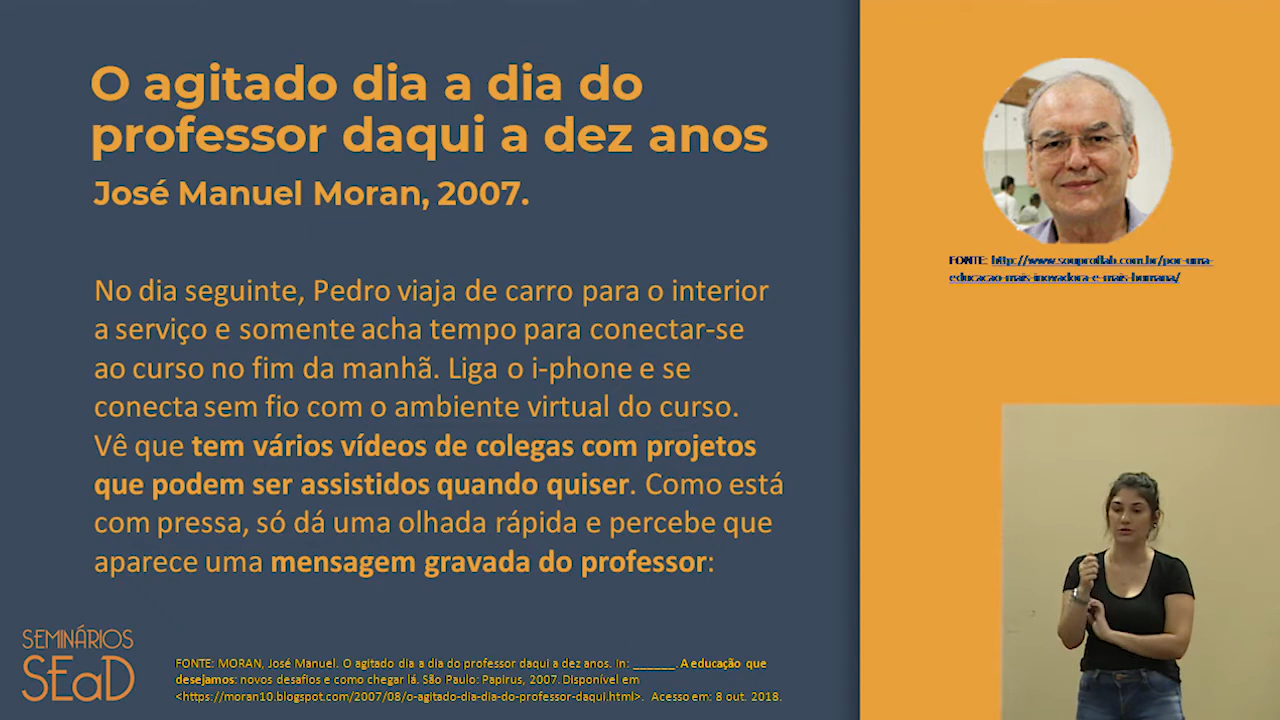 O agitado dia a dia do
professor daqui a dez anos
José Manuel Moran, 2007.
No dia seguinte, Pedro viaja de carro para o interior
a serviço e somente acha tempo para conectar-se
ao curso no fim da manhã. Liga o i-phone e se
conecta sem fio com o ambiente virtual do curso.
Vê que tem vários vídeos de colegas com projetos
que podem ser assistidos quando quiser. Como está
com pressa, só dá uma olhada rápida e percebe que
aparece uma mensagem gravada do professor:
SEMINÁRIOS
SEaD
FONTE: MORAN, José Manuel. O agitado dia a dia do professor daqui a dez anos. In: ______. A educação que
desejamos: novos desafios e como chegar lá. São Paulo: Papirus, 2007. Disponível em
<https://moran10.blogspot.com/2007/08/o-agitado-dia-dia-do-professor-daqui.html>. Acesso em: 8 out. 2018.
FONTE: http://www.souproflab.com.br/por-uma-
educacao-mais-inovadora-e-mais-humana/